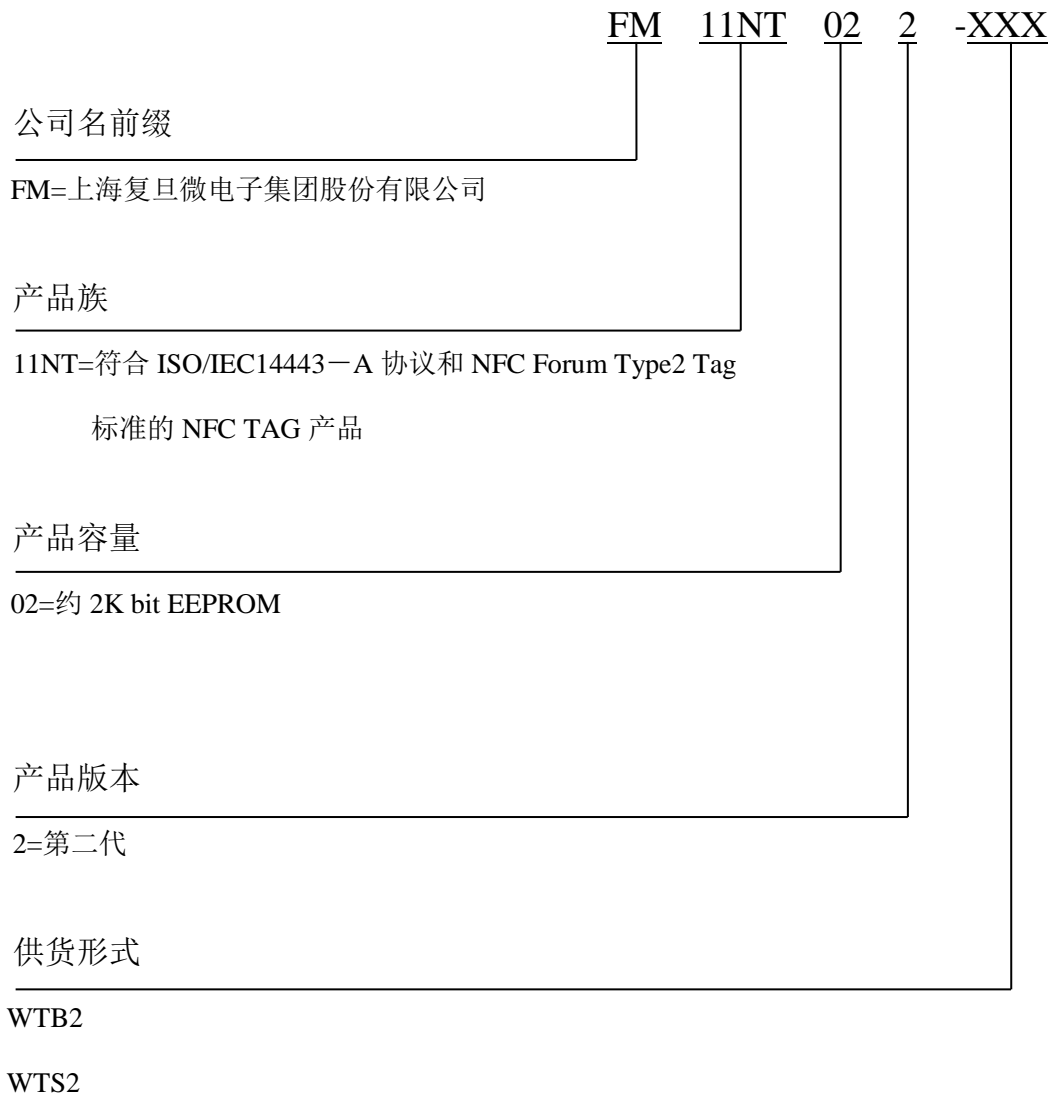 FM 11NT 02 2 -XXX
公司名前缀
FM=上海复旦微电子集团股份有限公司
产品族
11NT=符合 ISO/IEC14443－A 协议和 NFC Forum Type2 Tag
标准的 NFC TAG 产品
产品容量
02=约 2K bit EEPROM
产品版本
2=第二代
供货形式
WTB2
WTS2